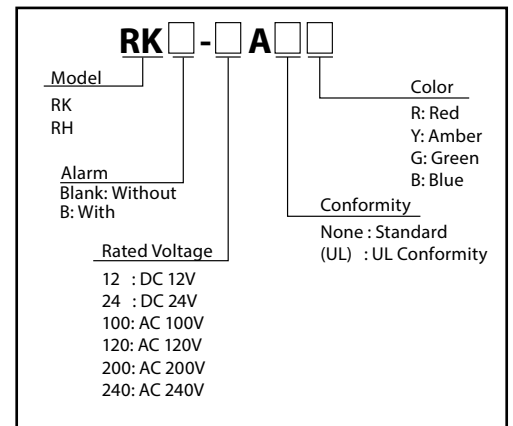 RK□-□A□□
Model
RK
RH
Alarm
Blank: Without
B: With
Rated Voltage
12 : DC 12V
24 : DC 24V
100: AC 100V
120: AC 120V
200: AC 200V
240: AC 240V
Color
R: Red
Y: Amber
G: Green
B: Blue
Conformity
None : Standard
(UL) : UL Conformity